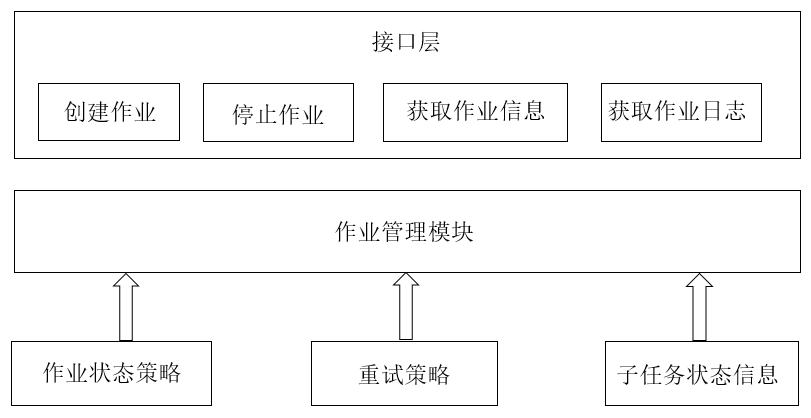 接口层
创建作业
停止作业
获取作业信息
获取作业日志
作业管理模块
作业状态策略
重试策略
子任务状态信息